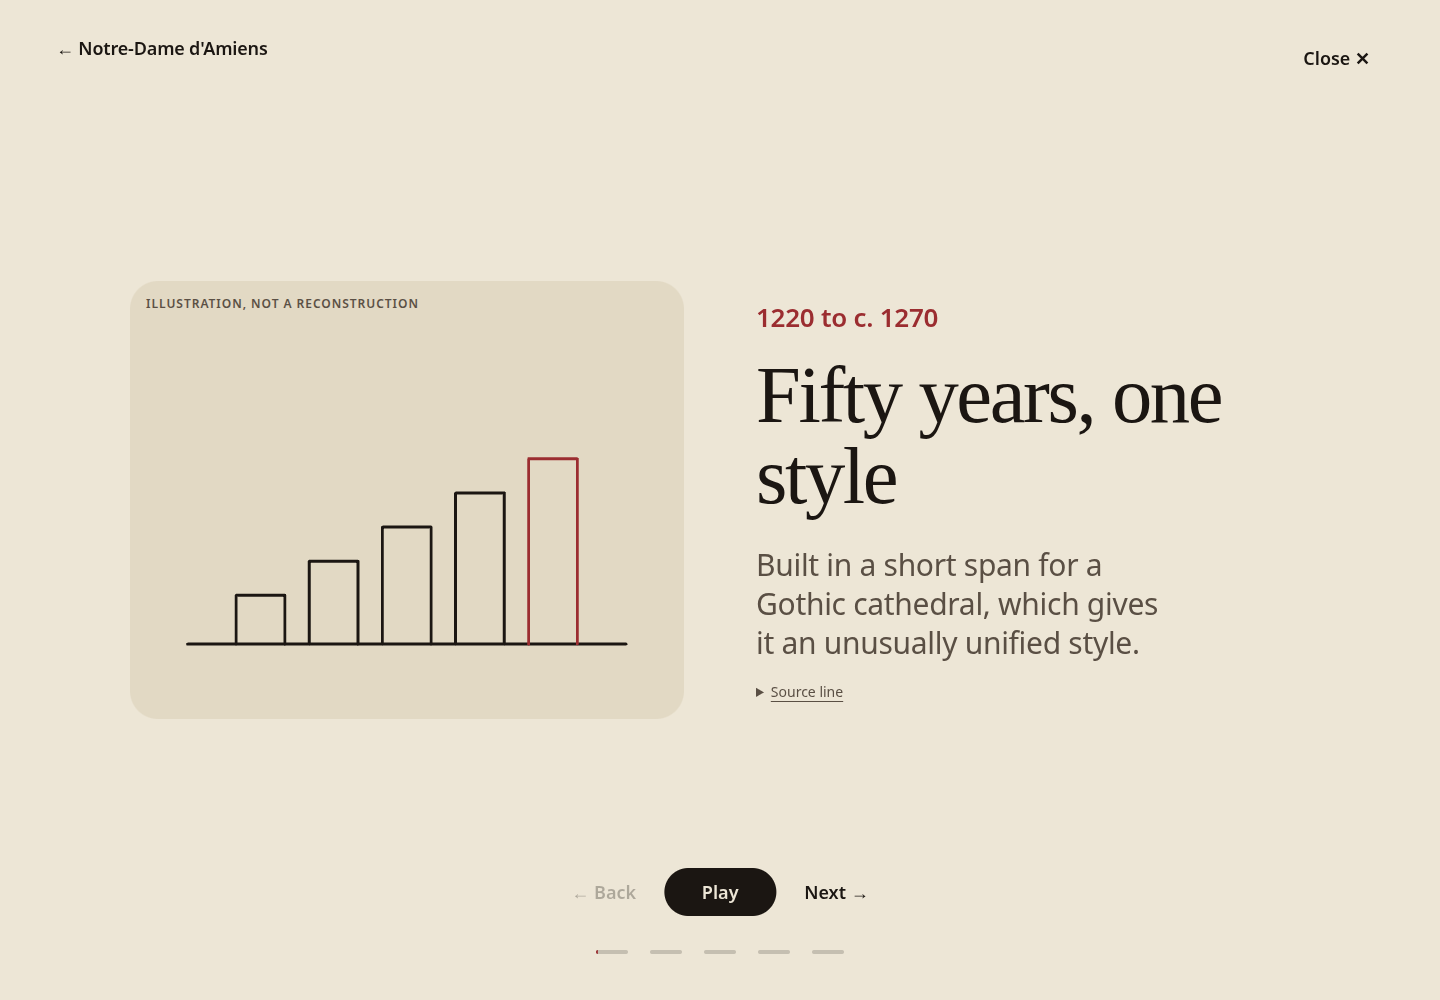 ← Notre-Dame d'Amiens
Close ✕
ILLUSTRATION, NOT A RECONSTRUCTION
1220 to c. 1270
Fifty years, one
style
Built in a short span for a
Gothic cathedral, which gives
it an unusually unified style.
▶ Source line
← Back
Play
Next →